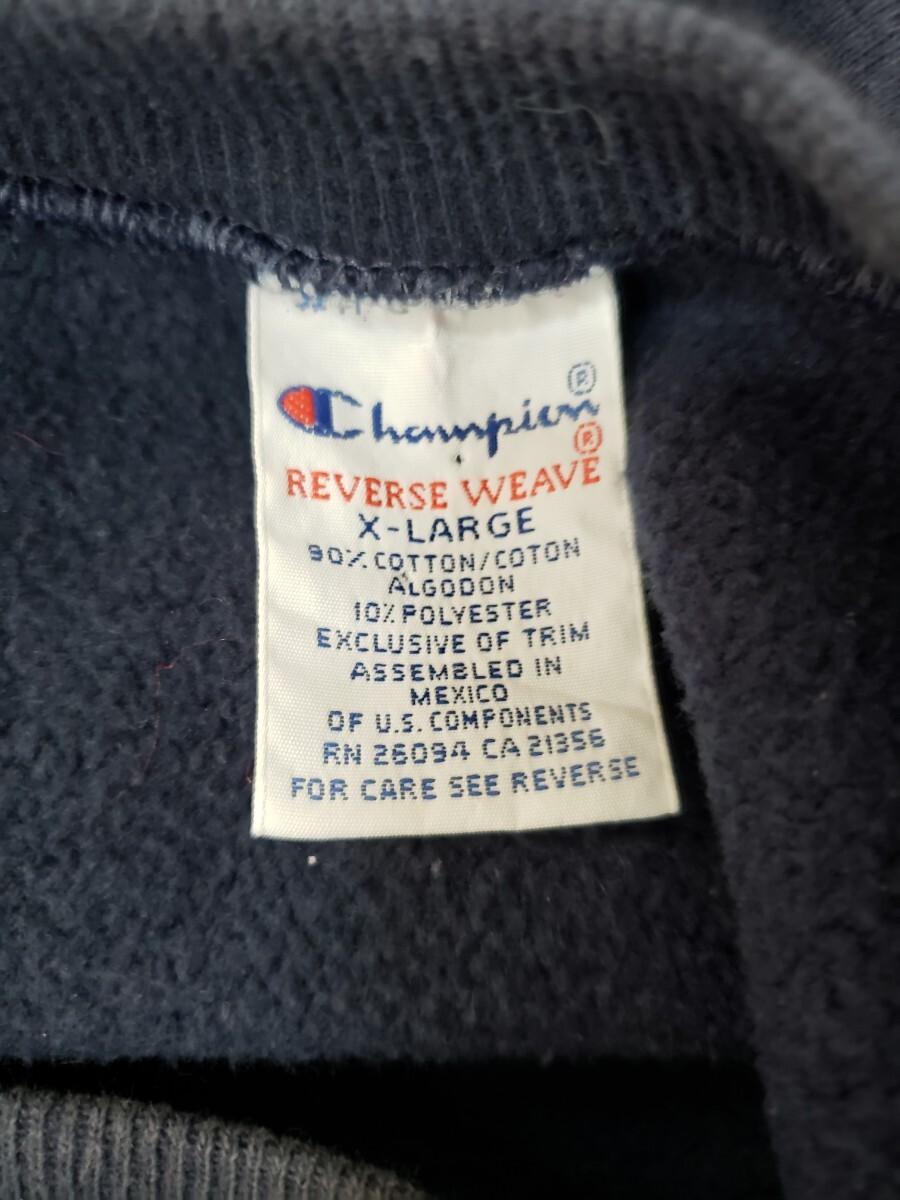 Champion®
REVERSE WEAVE®
X-LARGE
90% COTTON/COTON
ALGODON
10% POLYESTER
EXCLUSIVE OF TRIM
ASSEMBLED IN
MEXICO
OF U.S. COMPONENTS
RN 26094 CA 21356
FOR CARE SEE REVERSE